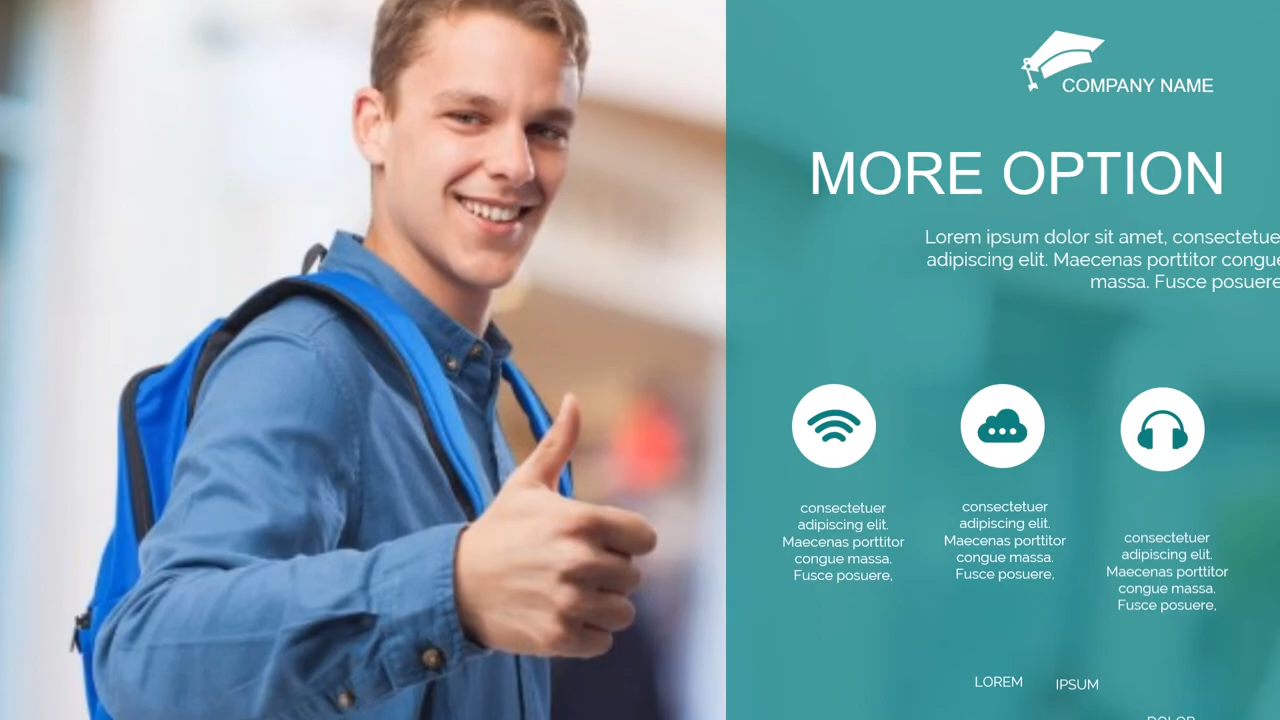 COMPANY NAME
MORE OPTION
Lorem ipsum dolor sit amet, consectetue
adipiscing elit. Maecenas porttitor congue
massa. Fusce posuere
consectetuer
adipiscing elit.
Maecenas porttitor
congue massa.
Fusce posuere,
consectetuer
adipiscing elit.
Maecenas porttitor
congue massa.
Fusce posuere,
consectetuer
adipiscing elit.
Maecenas porttitor
congue massa.
Fusce posuere,
LOREM
IPSUM
DOLOR